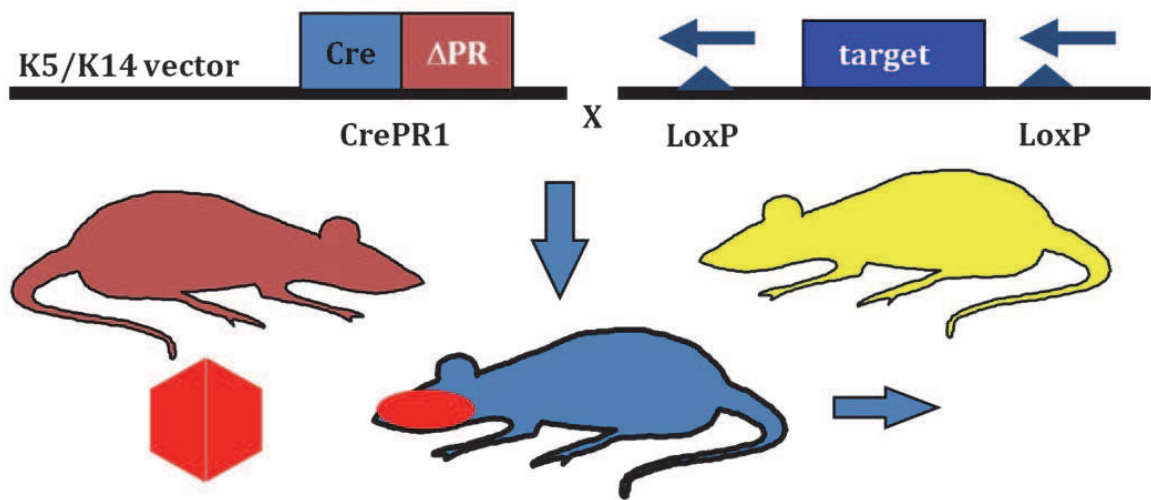 Cre ΔPR target
K5/K14 vector
X
CrePR1 LoxP LoxP